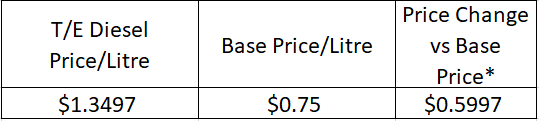 T/E Diesel
Price/Litre
Base Price/Litre
Price Change
vs Base
Price*
$1.3497
$0.75
$0.5997